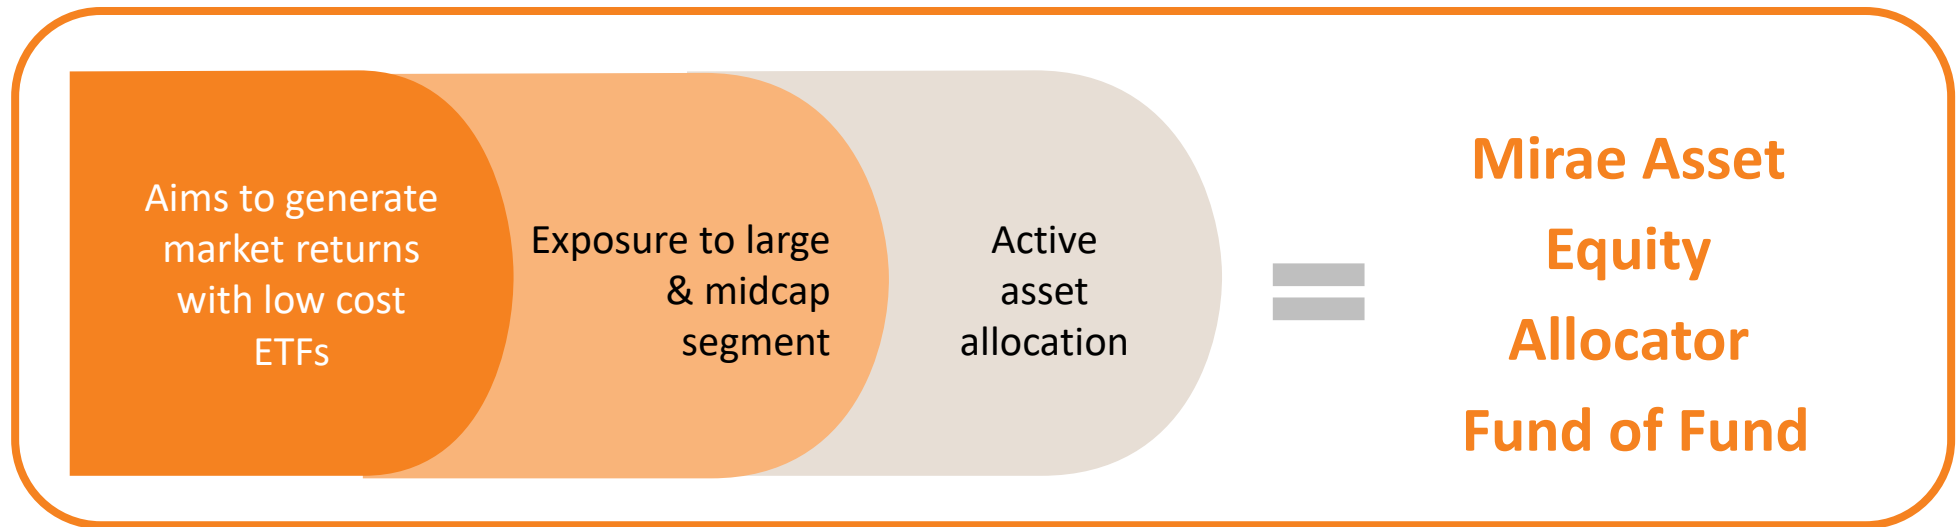 Aims to generate
market returns
with low cost
ETFs
Exposure to large
& midcap
segment
Active
asset
allocation
Mirae Asset
Equity
Allocator
Fund of Fund